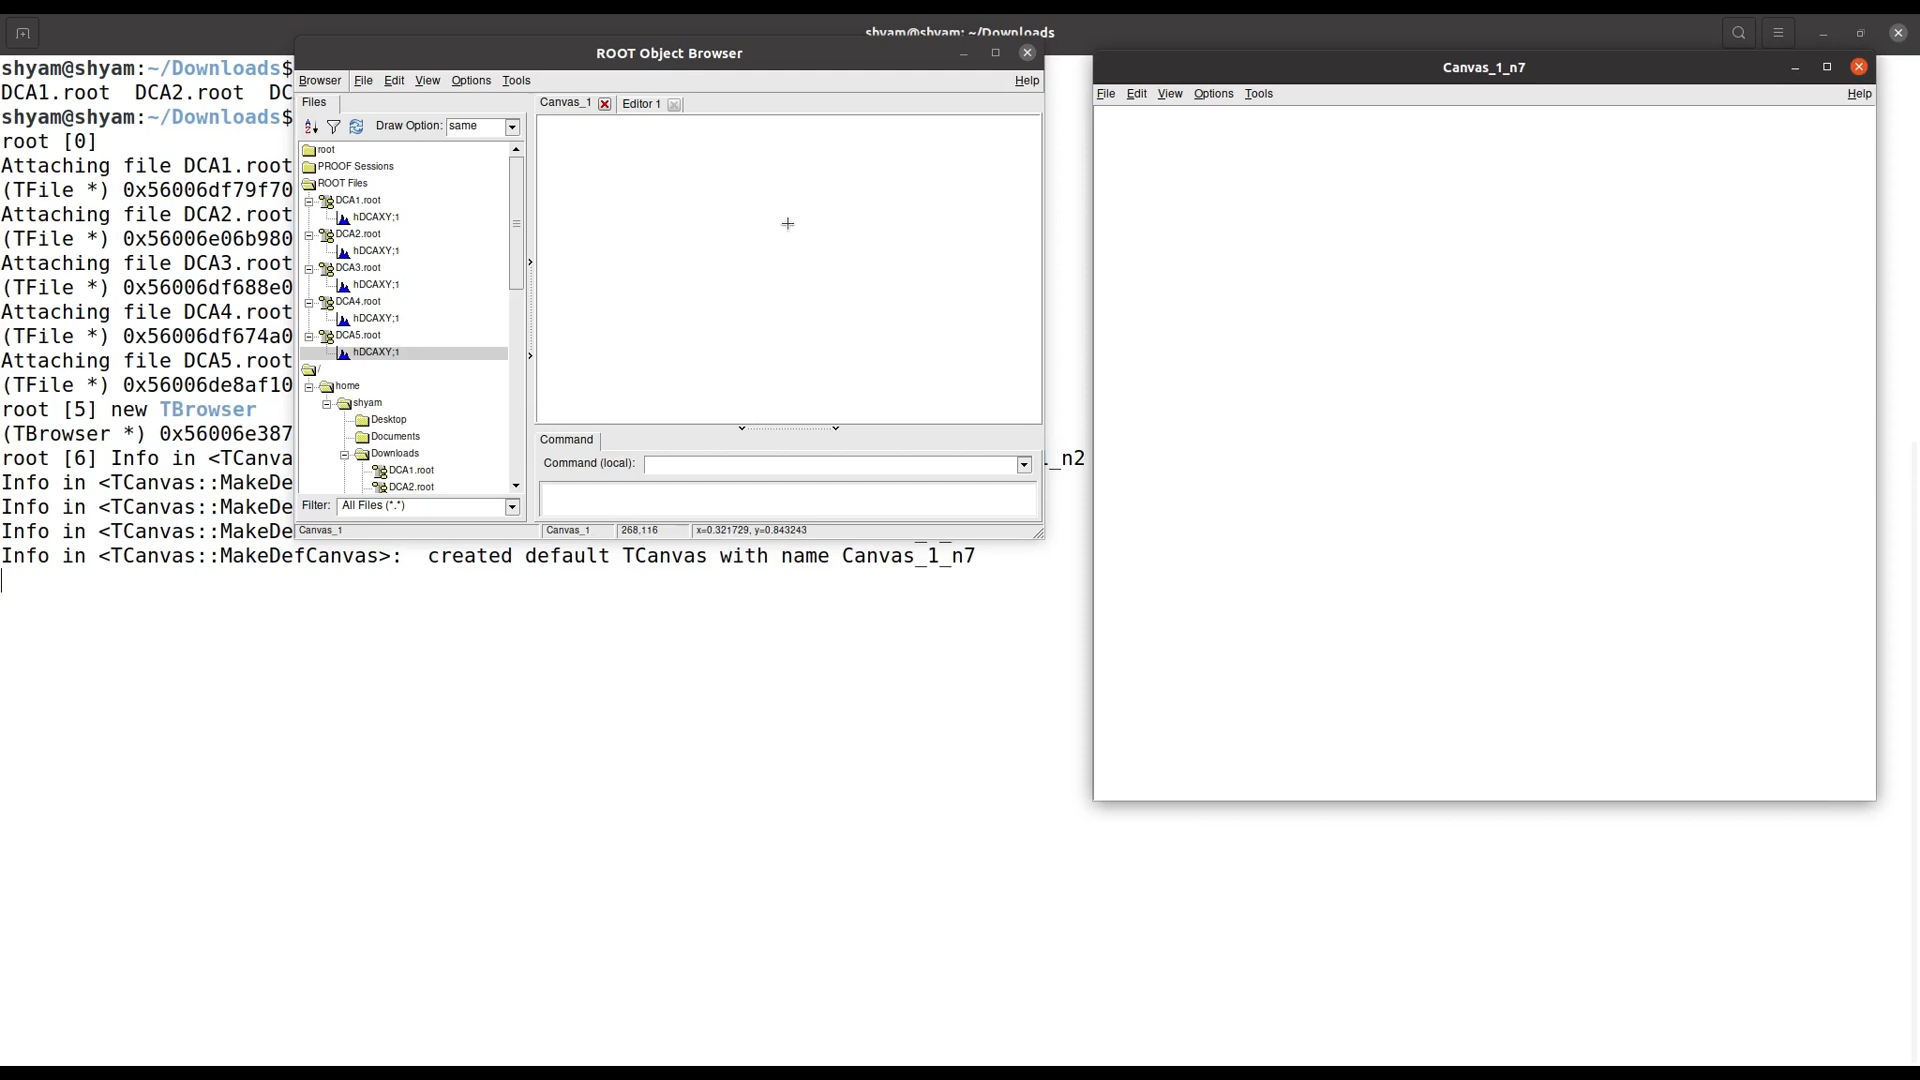 shyam@shyam: ~/Downloads
shyam@shyam:~/Downloads$
DCA1.root  DCA2.root  DC
shyam@shyam:~/Downloads$
root [0]
Attaching file DCA1.root
(TFile *) 0x56006df79f70
Attaching file DCA2.root
(TFile *) 0x56006e06b980
Attaching file DCA3.root
(TFile *) 0x56006df688e0
Attaching file DCA4.root
(TFile *) 0x56006df674a0
Attaching file DCA5.root
(TFile *) 0x56006de8af10
root [5] new TBrowser
(TBrowser *) 0x56006e387
root [6] Info in <TCanva
1_n2
Info in <TCanvas::MakeDe
Info in <TCanvas::MakeDe
Info in <TCanvas::MakeDe
Info in <TCanvas::MakeDefCanvas>:  created default TCanvas with name Canvas_1_n7
ROOT Object Browser
Browser File Edit View Options Tools Help
Files
Draw Option: same
root
PROOF Sessions
ROOT Files
DCA1.root
hDCAXY;1
DCA2.root
hDCAXY;1
DCA3.root
hDCAXY;1
DCA4.root
hDCAXY;1
DCA5.root
hDCAXY;1
/
home
shyam
Desktop
Documents
Downloads
DCA1.root
DCA2.root
Filter: All Files (*.*)
Canvas_1 Editor 1
Command
Command (local):
Canvas_1 Canvas_1 268,116 x=0.321729, y=0.843243
Canvas_1_n7
File Edit View Options Tools Help